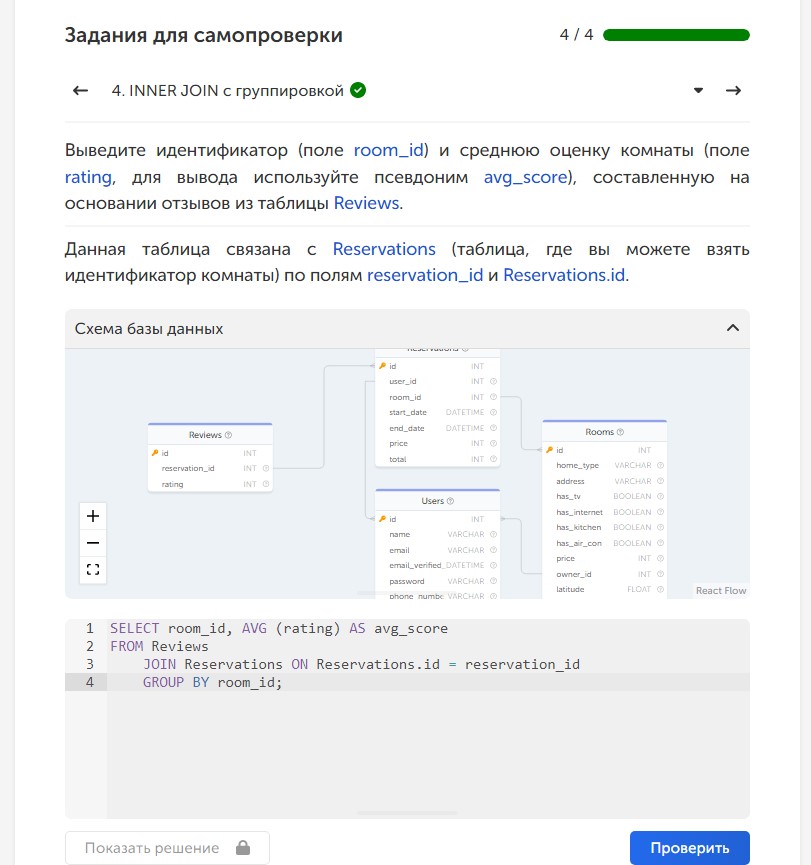 Задания для самопроверки
4 / 4
4. INNER JOIN с группировкой
Выведите идентификатор (поле room_id) и среднюю оценку комнаты (поле
rating, для вывода используйте псевдоним avg_score), составленную на
основании отзывов из таблицы Reviews.
Данная таблица связана с Reservations (таблица, где вы можете взять
идентификатор комнаты) по полям reservation_id и Reservations.id.
Схема базы данных
Reservations
id INT
user_id INT
room_id INT
start_date DATETIME
end_date DATETIME
price INT
total INT
Reviews
id INT
reservation_id INT
rating INT
Rooms
id INT
home_type VARCHAR
address VARCHAR
has_tv BOOLEAN
has_internet BOOLEAN
has_kitchen BOOLEAN
has_air_con BOOLEAN
price INT
owner_id INT
latitude FLOAT
Users
id INT
name VARCHAR
email VARCHAR
email_verified_ DATETIME
password VARCHAR
phone_numbe VARCHAR
React Flow
1 SELECT room_id, AVG (rating) AS avg_score
2 FROM Reviews
3 JOIN Reservations ON Reservations.id = reservation_id
4 GROUP BY room_id;
Показать решение
Проверить